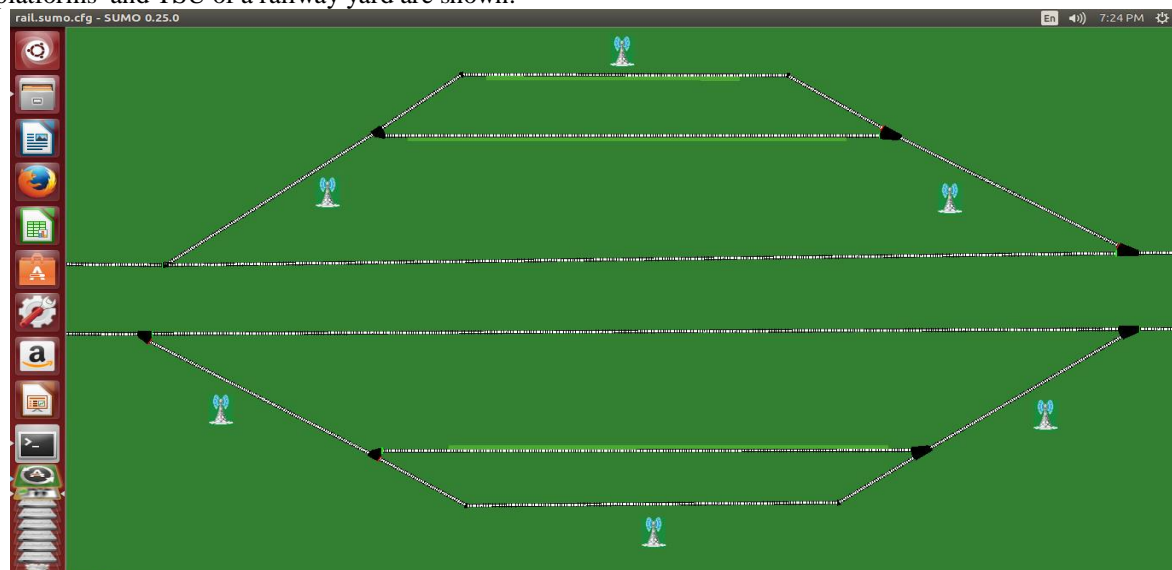 platforms and TSU of a railway yard are shown.
rail.sumo.cfg - SUMO 0.25.0
En
7:24 PM
a
>_
A